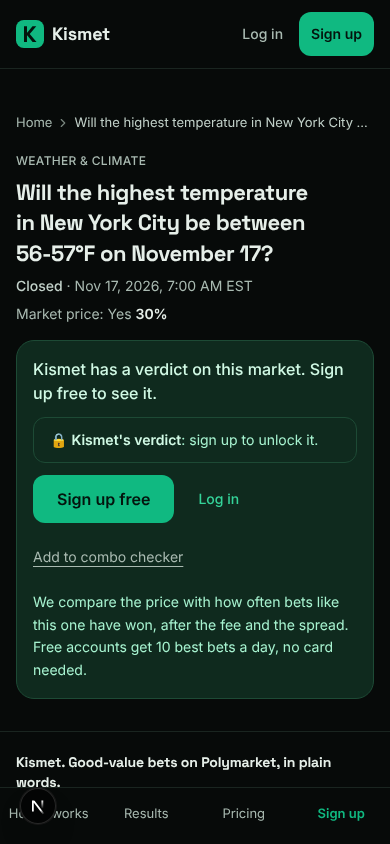 K Kismet
Log in
Sign up
Home > Will the highest temperature in New York City ...
WEATHER & CLIMATE
Will the highest temperature
in New York City be between
56-57°F on November 17?
Closed · Nov 17, 2026, 7:00 AM EST
Market price: Yes 30%
Kismet has a verdict on this market. Sign
up free to see it.
🔒 Kismet's verdict: sign up to unlock it.
Sign up free
Log in
Add to combo checker
We compare the price with how often bets like
this one have won, after the fee and the spread.
Free accounts get 10 best bets a day, no card
needed.
Kismet. Good-value bets on Polymarket, in plain
words.
works
N
Results
Pricing
Sign up